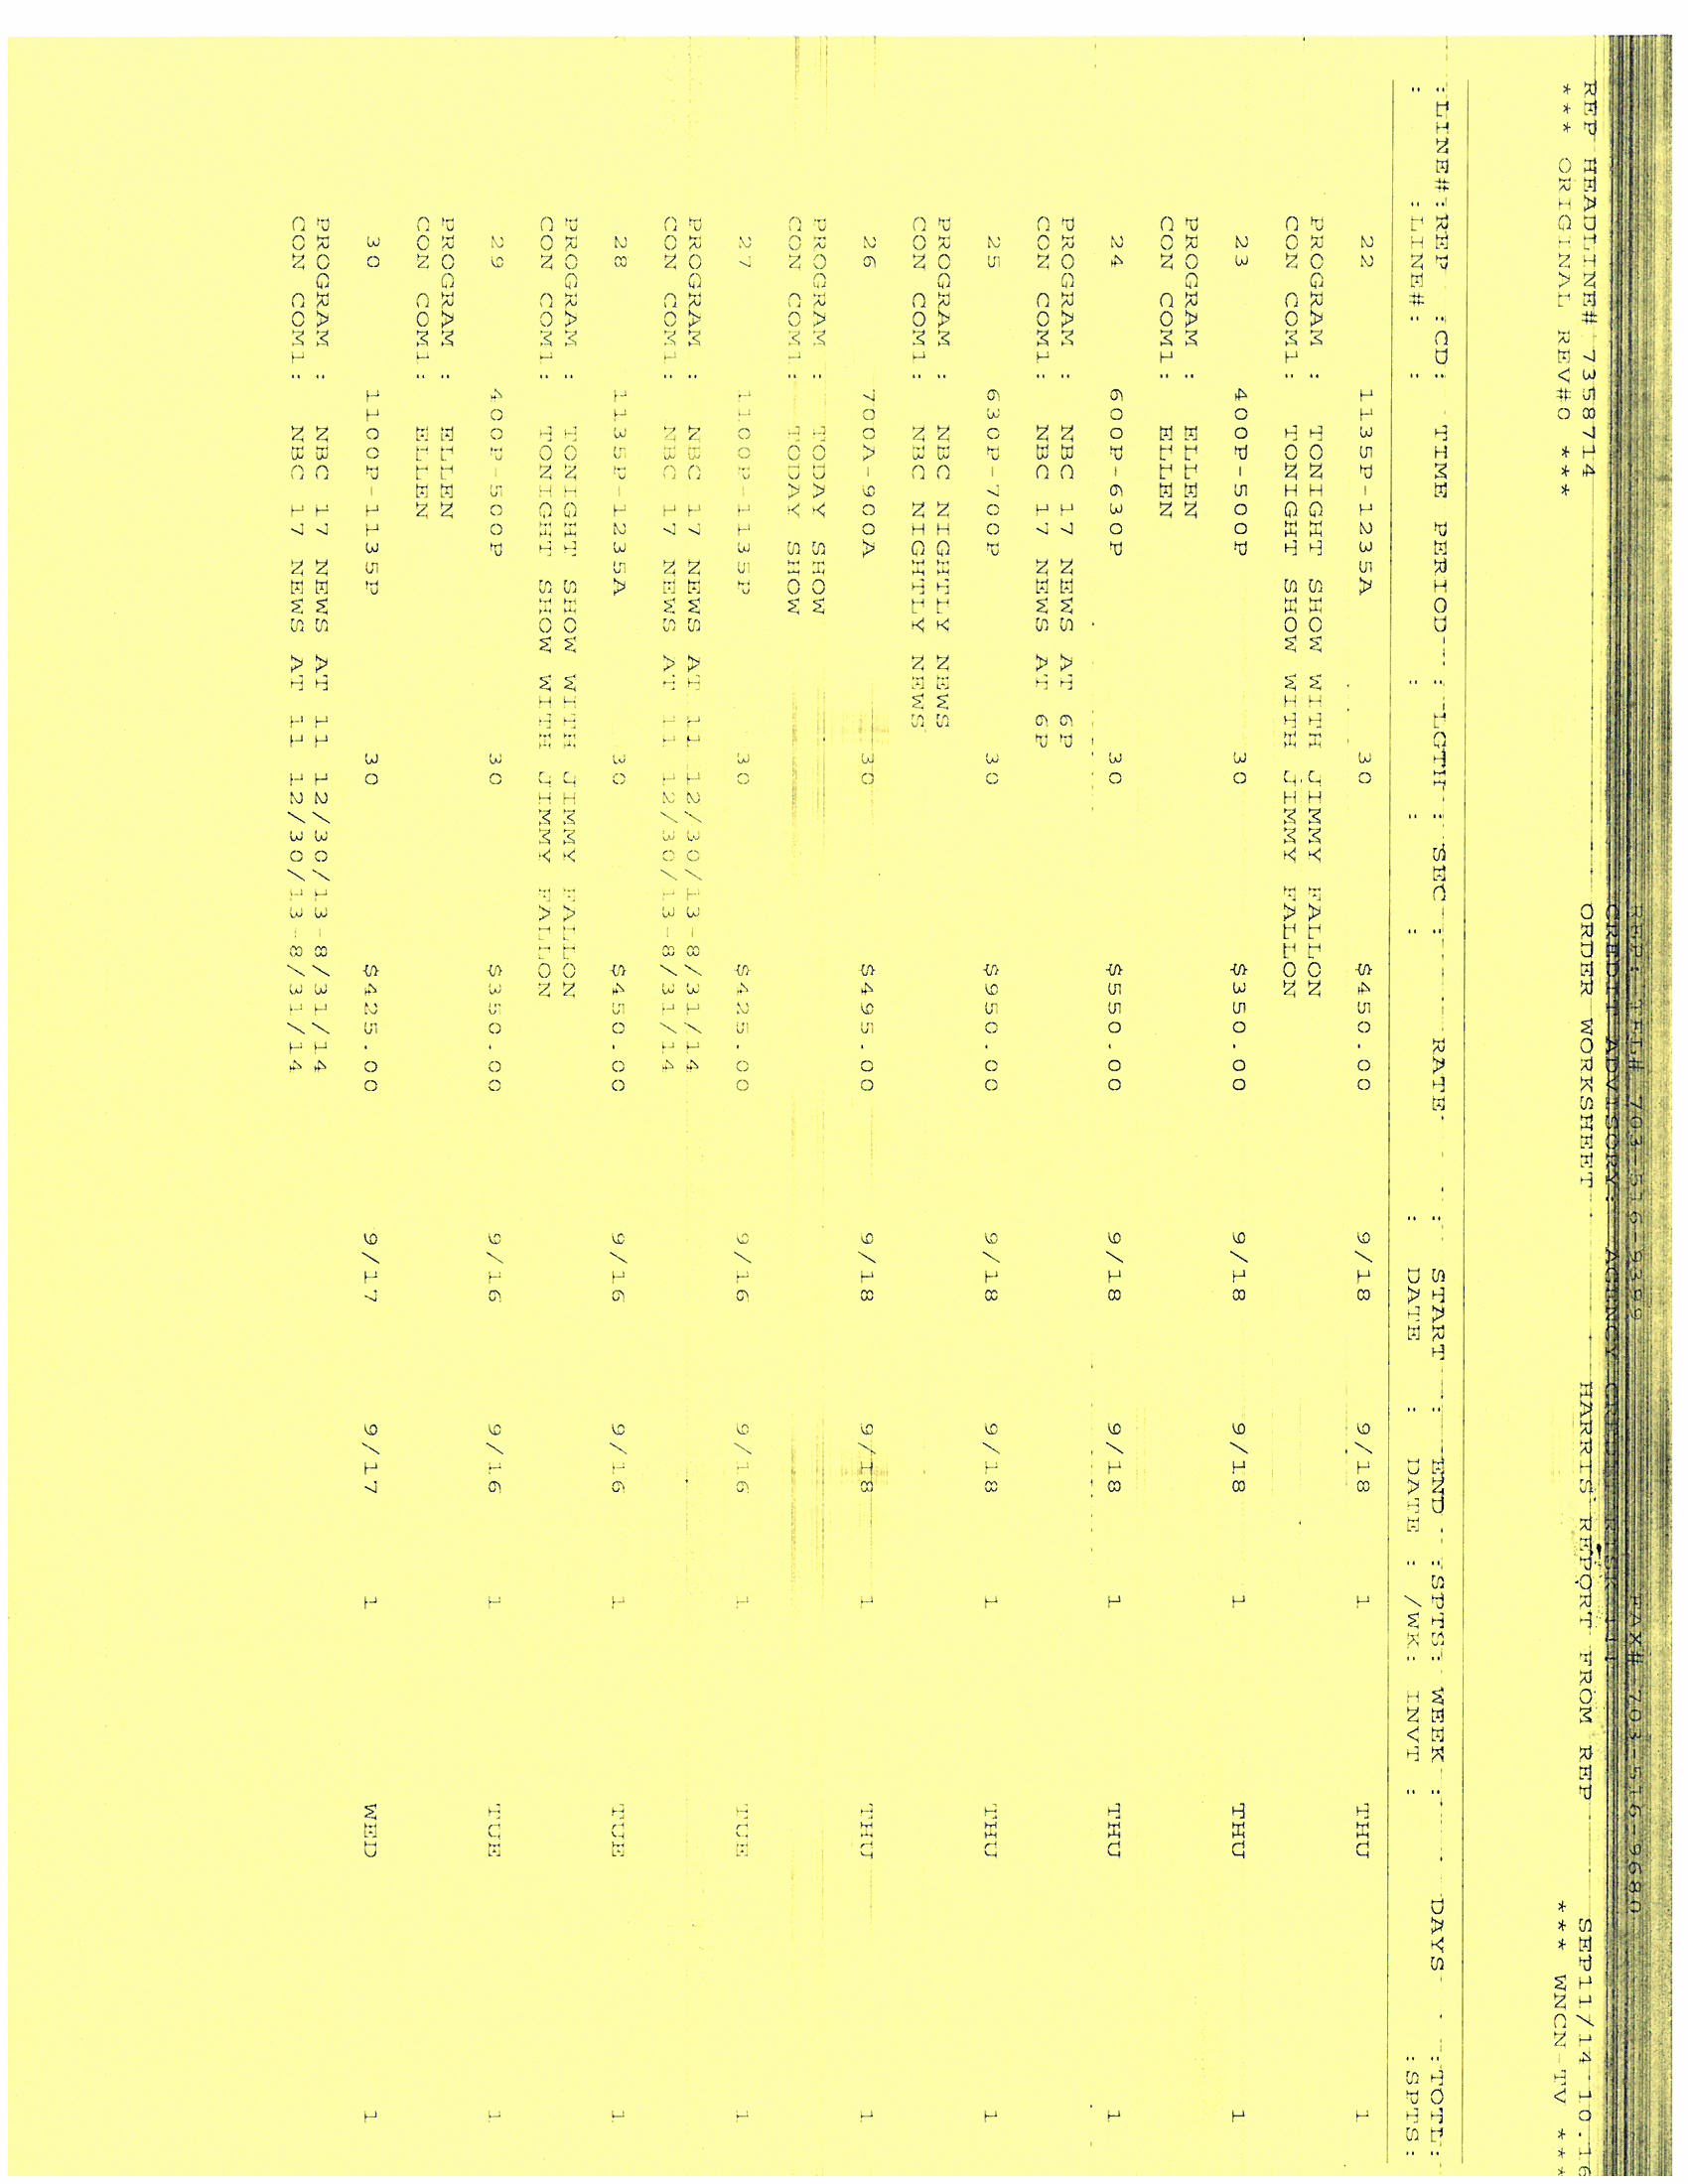 REP: TEL# 703-516-9399 FAX# 703-516-9680
CREDIT ADVISORY: AGENCY CREDIT RISK
REP HEADLINE# 7358714 ORDER WORKSHEET HARRIS REPORT FROM REP SEP11/14 10.16
*** ORIGINAL REV#0 *** *** WNCN-TV ***
:LINE#:REP :CD: TIME PERIOD : LGTH : SEC : RATE : START : END :SPTS: WEEK : DAYS :TOTL:
: :LINE#: : : : : DATE : DATE : /WK: INVT : :SPTS:
22 1135P-1235A 30 $450.00 9/18 9/18 1 THU 1
PROGRAM : TONIGHT SHOW WITH JIMMY FALLON
CON COM1: TONIGHT SHOW WITH JIMMY FALLON
23 400P-500P 30 $350.00 9/18 9/18 1 THU 1
PROGRAM : ELLEN
CON COM1: ELLEN
24 600P-630P 30 $550.00 9/18 9/18 1 THU 1
PROGRAM : NBC 17 NEWS AT 6P
CON COM1: NBC 17 NEWS AT 6P
25 630P-700P 30 $950.00 9/18 9/18 1 THU 1
PROGRAM : NBC NIGHTLY NEWS
CON COM1: NBC NIGHTLY NEWS
26 700A-900A 30 $495.00 9/18 9/18 1 THU 1
PROGRAM : TODAY SHOW
CON COM1: TODAY SHOW
27 1100P-1135P 30 $425.00 9/16 9/16 1 TUE 1
PROGRAM : NBC 17 NEWS AT 11 12/30/13-8/31/14
CON COM1: NBC 17 NEWS AT 11 12/30/13-8/31/14
28 1135P-1235A 30 $450.00 9/16 9/16 1 TUE 1
PROGRAM : TONIGHT SHOW WITH JIMMY FALLON
CON COM1: TONIGHT SHOW WITH JIMMY FALLON
29 400P-500P 30 $350.00 9/16 9/16 1 TUE 1
PROGRAM : ELLEN
CON COM1: ELLEN
30 1100P-1135P 30 $425.00 9/17 9/17 1 WED 1
PROGRAM : NBC 17 NEWS AT 11 12/30/13-8/31/14
CON COM1: NBC 17 NEWS AT 11 12/30/13-8/31/14